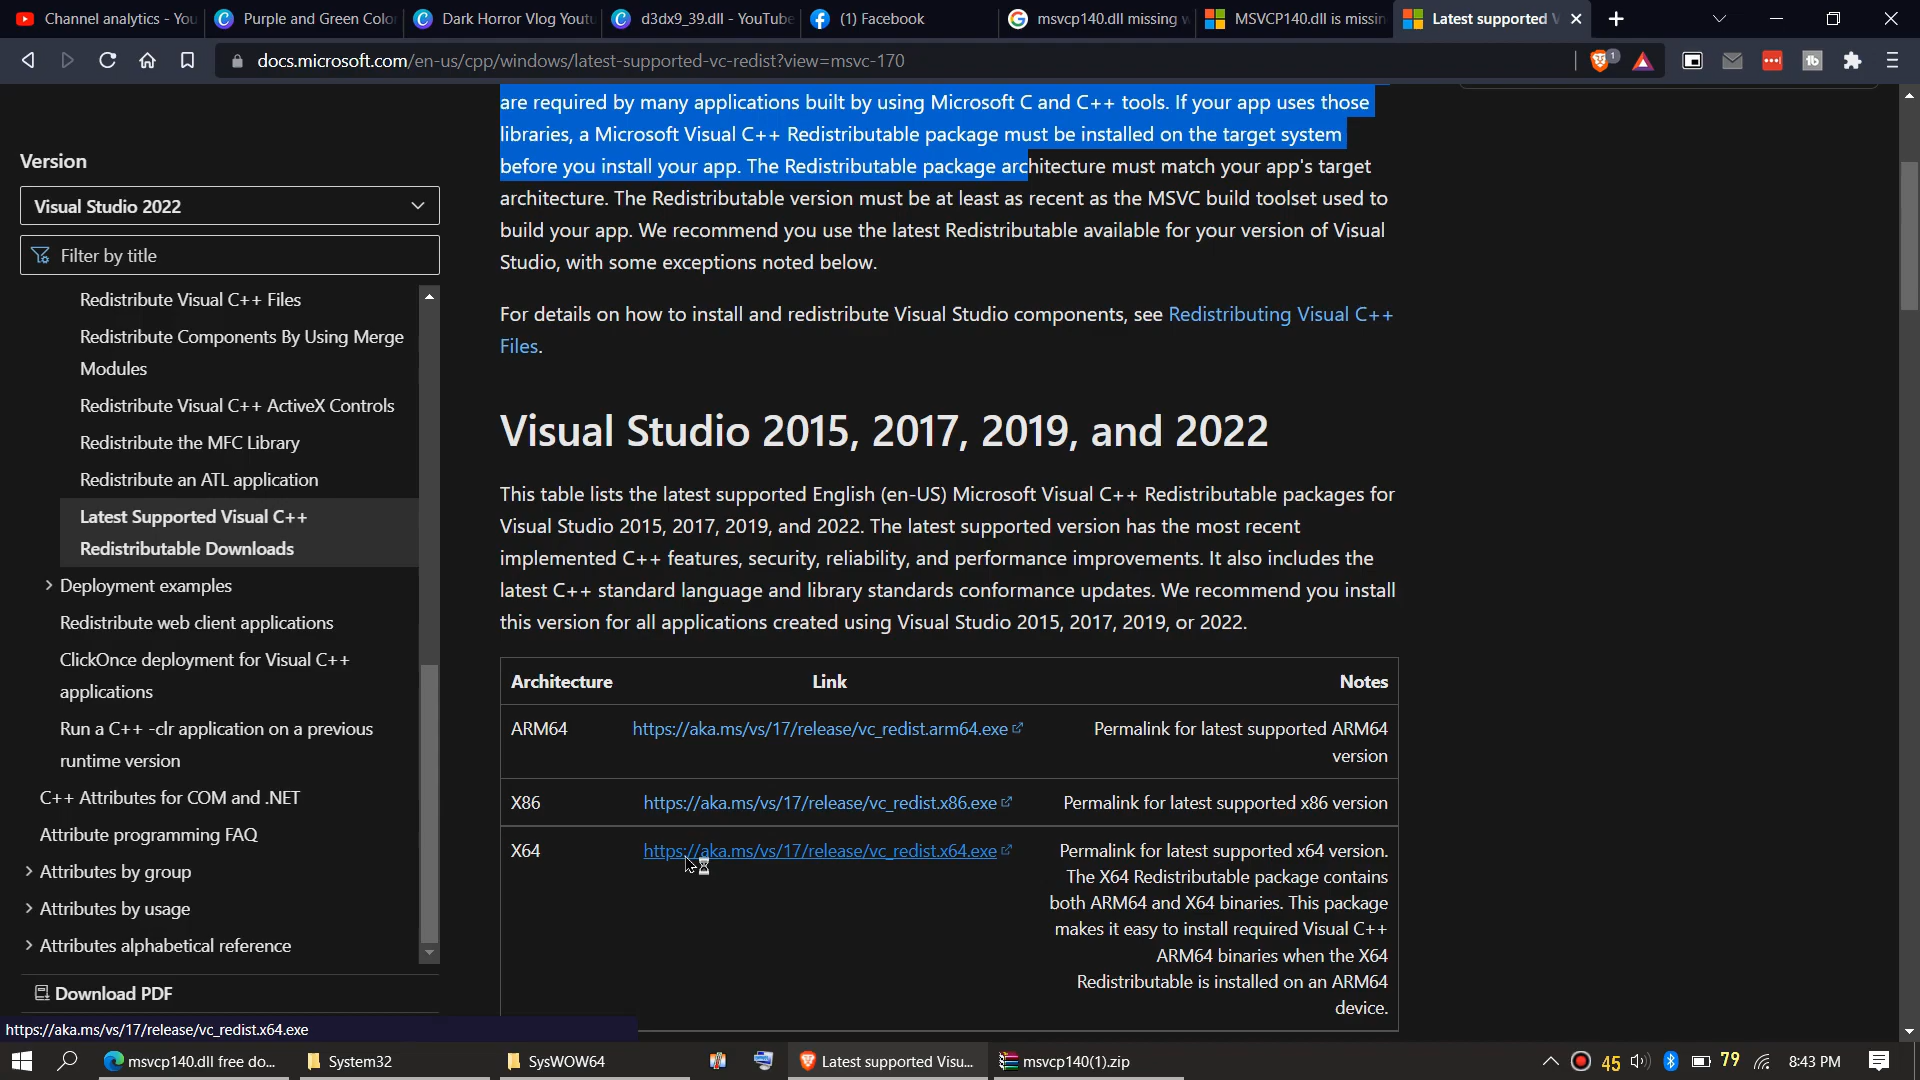 Channel analytics - You
Purple and Green Color
Dark Horror Vlog Youtu
d3dx9_39.dll - YouTube
(1) Facebook
msvcp140.dll missing w
MSVCP140.dll is missin
Latest supported V
docs.microsoft.com/en-us/cpp/windows/latest-supported-vc-redist?view=msvc-170
1
tb
Version
Visual Studio 2022
Filter by title
Redistribute Visual C++ Files
Redistribute Components By Using Merge
Modules
Redistribute Visual C++ ActiveX Controls
Redistribute the MFC Library
Redistribute an ATL application
Latest Supported Visual C++
Redistributable Downloads
Deployment examples
Redistribute web client applications
ClickOnce deployment for Visual C++
applications
Run a C++ -clr application on a previous
runtime version
C++ Attributes for COM and .NET
Attribute programming FAQ
Attributes by group
Attributes by usage
Attributes alphabetical reference
Download PDF
https://aka.ms/vs/17/release/vc_redist.x64.exe
are required by many applications built by using Microsoft C and C++ tools. If your app uses those
libraries, a Microsoft Visual C++ Redistributable package must be installed on the target system
before you install your app. The Redistributable package architecture must match your app's target
architecture. The Redistributable version must be at least as recent as the MSVC build toolset used to
build your app. We recommend you use the latest Redistributable available for your version of Visual
Studio, with some exceptions noted below.
For details on how to install and redistribute Visual Studio components, see Redistributing Visual C++
Files.
Visual Studio 2015, 2017, 2019, and 2022
This table lists the latest supported English (en-US) Microsoft Visual C++ Redistributable packages for
Visual Studio 2015, 2017, 2019, and 2022. The latest supported version has the most recent
implemented C++ features, security, reliability, and performance improvements. It also includes the
latest C++ standard language and library standards conformance updates. We recommend you install
this version for all applications created using Visual Studio 2015, 2017, 2019, or 2022.
Architecture Link Notes
ARM64 https://aka.ms/vs/17/release/vc_redist.arm64.exe Permalink for latest supported ARM64
version
X86 https://aka.ms/vs/17/release/vc_redist.x86.exe Permalink for latest supported x86 version
X64 https://aka.ms/vs/17/release/vc_redist.x64.exe Permalink for latest supported x64 version.
The X64 Redistributable package contains
both ARM64 and X64 binaries. This package
makes it easy to install required Visual C++
ARM64 binaries when the X64
Redistributable is installed on an ARM64
device.
msvcp140.dll free do...
System32
SysWOW64
Latest supported Visu...
msvcp140(1).zip
45
79
8:43 PM